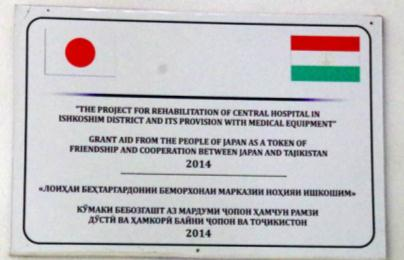 "THE PROJECT FOR REHABILITATION OF CENTRAL HOSPITAL IN
ISHKOSHIM DISTRICT AND ITS PROVISION WITH MEDICAL EQUIPMENT"
GRANT AID FROM THE PEOPLE OF JAPAN AS A TOKEN OF
FRIENDSHIP AND COOPERATION BETWEEN JAPAN AND TAJIKISTAN
2014
«ЛОИҲАИ БЕҲТАРГАРДОНИИ БЕМОРХОНАИ МАРКАЗИИ НОҲИЯИ ИШКОШИМ»
КӮМАКИ БЕБОЗГАШТ АЗ МАРДУМИ ҶОПОН ҲАМЧУН РАМЗИ
ДӮСТӢ ВА ҲАМКОРӢ БАЙНИ ҶОПОН ВА ТОҶИКИСТОН
2014